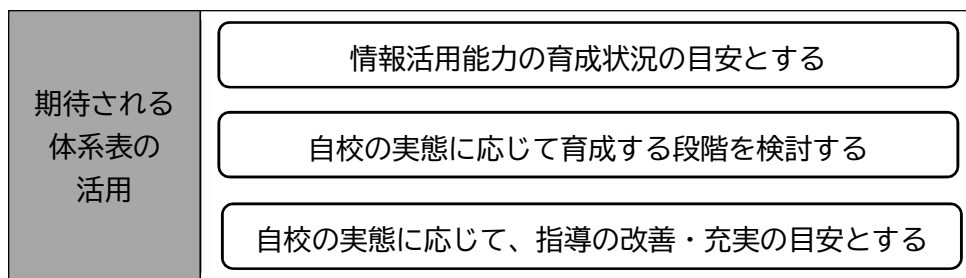 期待される
体系表の
活用
情報活用能力の育成状況の目安とする
自校の実態に応じて育成する段階を検討する
自校の実態に応じて、指導の改善・充実の目安とする